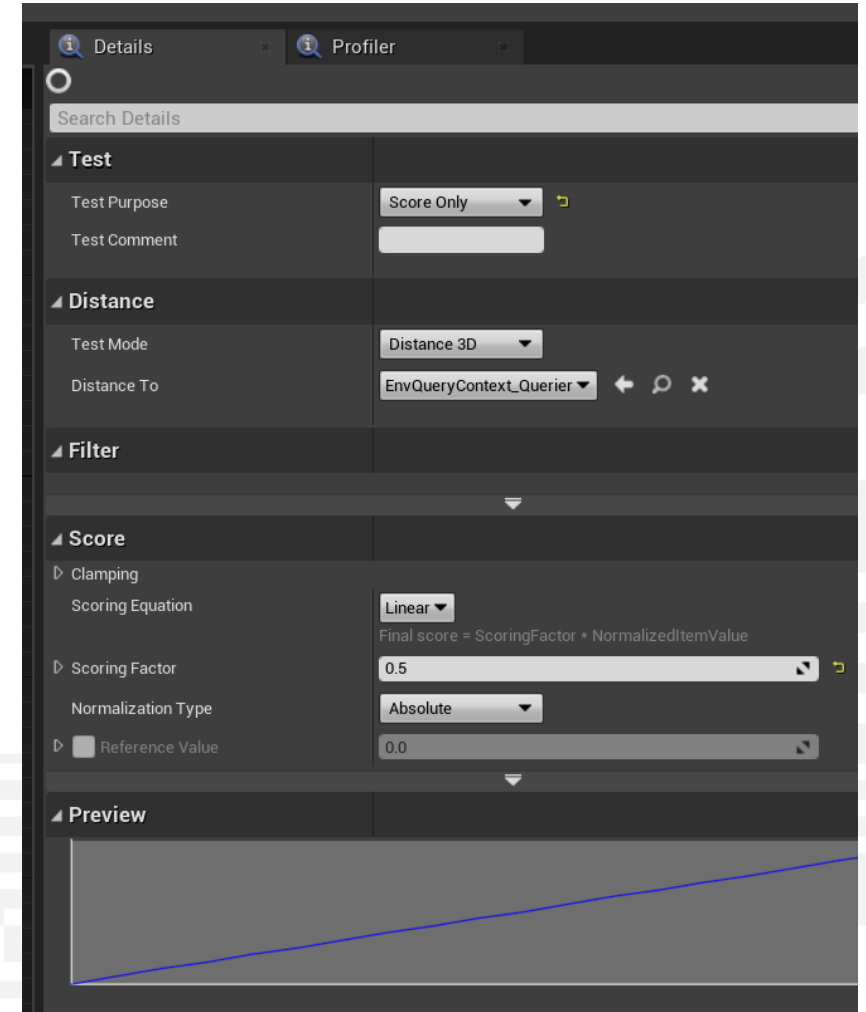 Details
Profiler
Search Details
Test
Test Purpose Score Only
Test Comment
Distance
Test Mode Distance 3D
Distance To EnvQueryContext_Querier
Filter
Score
Clamping
Scoring Equation Linear
Final score = ScoringFactor * NormalizedItemValue
Scoring Factor 0.5
Normalization Type Absolute
Reference Value 0.0
Preview